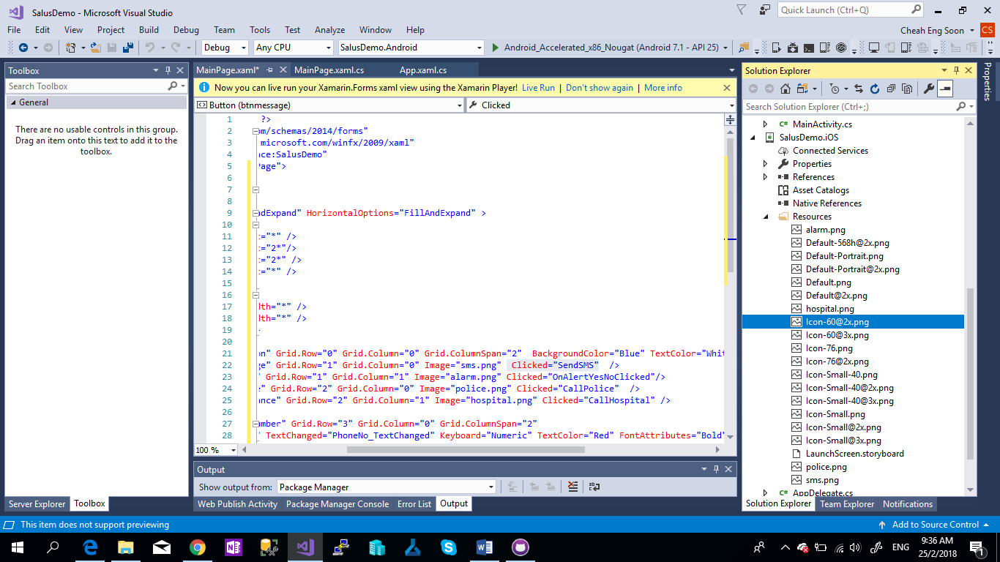 SalusDemo - Microsoft Visual Studio
Quick Launch (Ctrl+Q)
File Edit View Project Build Debug Team Tools Test Analyze Window Help
Cheah Eng Soon
CS
Debug Any CPU SalusDemo.Android Android_Accelerated_x86_Nougat (Android 7.1 - API 25)
Toolbox
Search Toolbox
General
There are no usable controls in this group.
Drag an item onto this text to add it to the
toolbox.
Server Explorer Toolbox
MainPage.xaml* MainPage.xaml.cs App.xaml.cs
Now you can live run your Xamarin.Forms xaml view using the Xamarin Player! Live Run | Don't show again | More info
Button (btnmessage) Clicked
1 ?>
2 om/schemas/2014/forms"
3 microsoft.com/winfx/2009/xaml"
4 ace:SalusDemo"
5 Page">
6
7
8
9 ndExpand" HorizontalOptions="FillAndExpand" >
10
11 ="*" />
12 ="2*"/>
13 ="2*" />
14 ="*" />
15
16
17 dth="*" />
18 dth="*" />
19
20
21 on" Grid.Row="0" Grid.Column="0" Grid.ColumnSpan="2" BackgroundColor="Blue" TextColor="Whit
22 ge" Grid.Row="1" Grid.Column="0" Image="sms.png" Clicked="SendSMS" />
23 " Grid.Row="1" Grid.Column="1" Image="alarm.png" Clicked="OnAlertYesNoClicked"/>
24 e" Grid.Row="2" Grid.Column="0" Image="police.png" Clicked="CallPolice" />
25 ance" Grid.Row="2" Grid.Column="1" Image="hospital.png" Clicked="CallHospital" />
26
27 umber" Grid.Row="3" Grid.Column="0" Grid.ColumnSpan="2"
28 " TextChanged="PhoneNo_TextChanged" Keyboard="Numeric" TextColor="Red" FontAttributes="Bold"
100 %
Output
Show output from: Package Manager
Web Publish Activity Package Manager Console Error List Output
Solution Explorer
Search Solution Explorer (Ctrl+;)
C# MainActivity.cs
SalusDemo.iOS
Connected Services
Properties
References
Asset Catalogs
Native References
Resources
alarm.png
Default-568h@2x.png
Default-Portrait.png
Default-Portrait@2x.png
Default.png
Default@2x.png
hospital.png
Icon-60@2x.png
Icon-60@3x.png
Icon-76.png
Icon-76@2x.png
Icon-Small-40.png
Icon-Small-40@2x.png
Icon-Small-40@3x.png
Icon-Small.png
Icon-Small@2x.png
Icon-Small@3x.png
LaunchScreen.storyboard
police.png
sms.png
C# AppDelegate.cs
Solution Explorer Team Explorer Notifications
Properties
This item does not support previewing
Add to Source Control
ENG
9:36 AM
25/2/2018
1